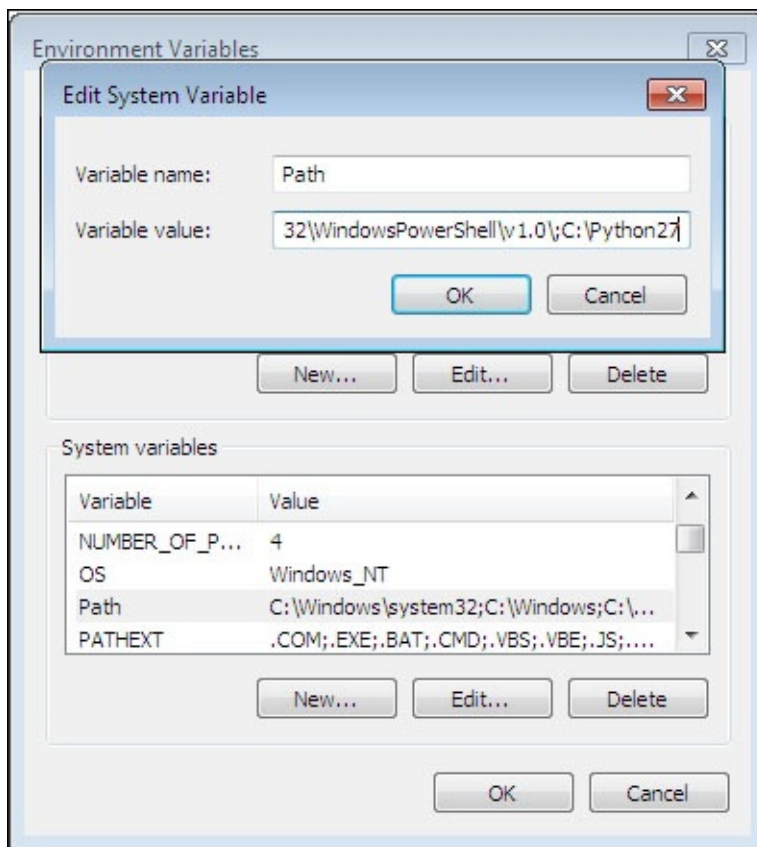 Environment Variables
Edit System Variable
Variable name:
Path
Variable value:
32\WindowsPowerShell\v1.0\;C:\Python27
OK Cancel
New... Edit... Delete
System variables
Variable Value
NUMBER_OF_P... 4
OS Windows_NT
Path C:\Windows\system32;C:\Windows;C:\...
PATHEXT .COM;.EXE;.BAT;.CMD;.VBS;.VBE;.JS;....
New... Edit... Delete
OK Cancel